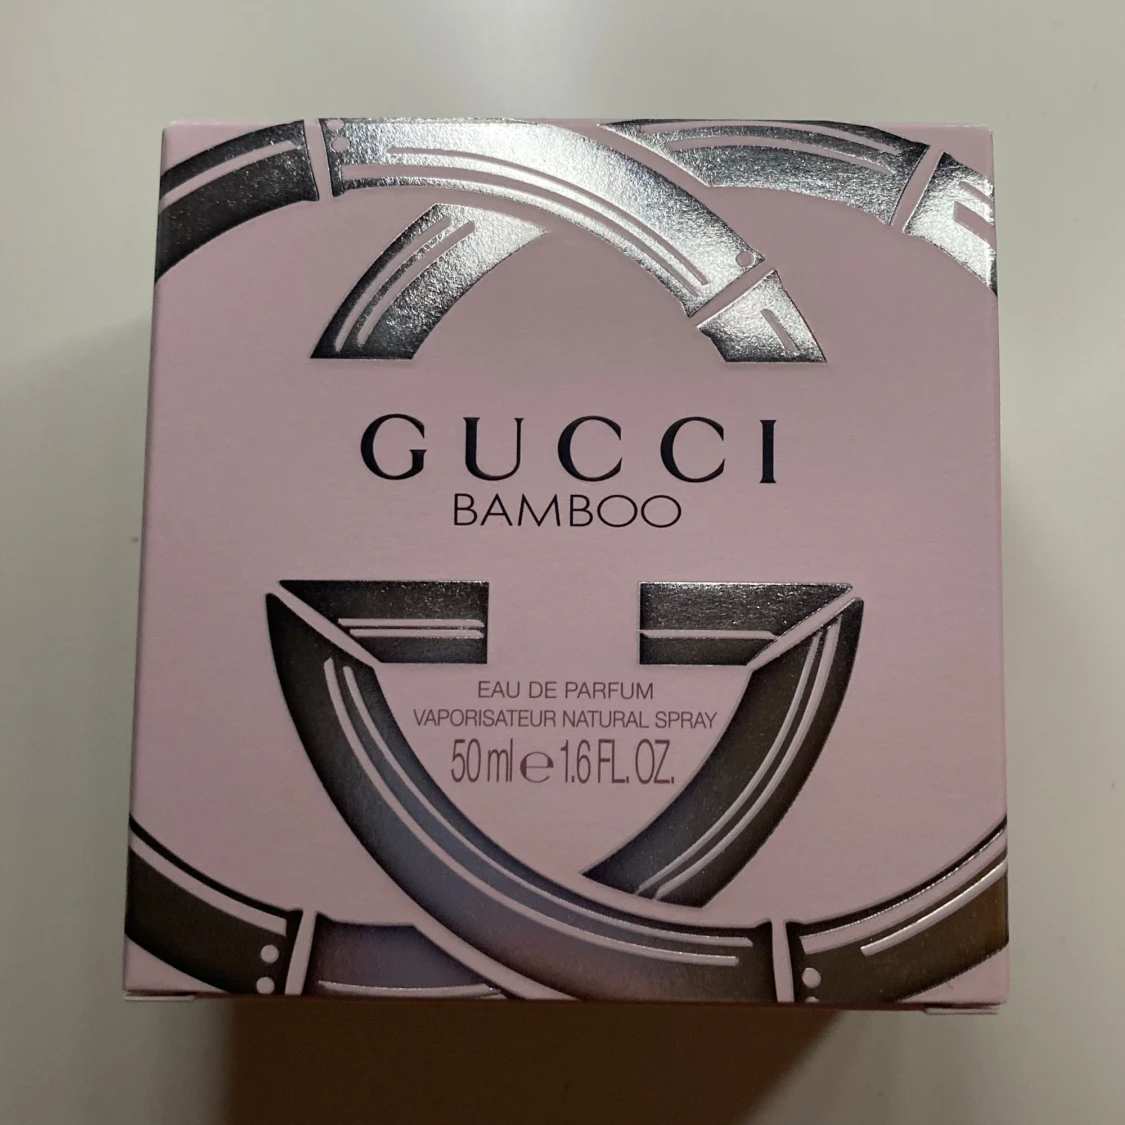 GUCCI
BAMBOO
EAU DE PARFUM
VAPORISATEUR NATURAL SPRAY
50 ml ℮ 1.6 FL. OZ.